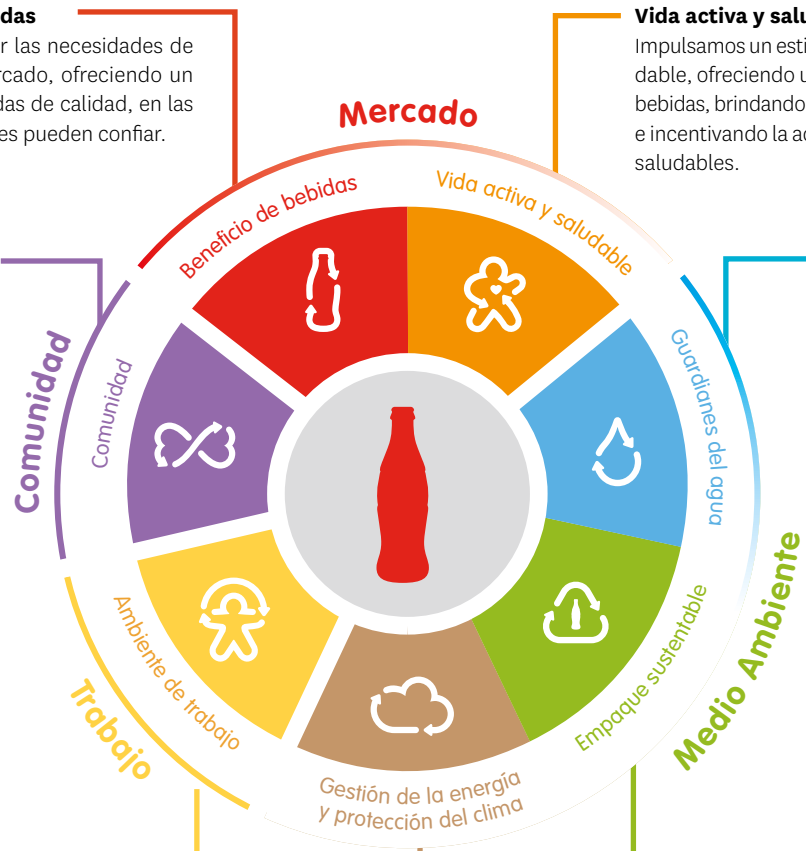 das
r las necesidades de
rcado, ofreciendo un
das de calidad, en las
es pueden confiar.
Vida activa y salu
Impulsamos un esti
dable, ofreciendo u
bebidas, brindando
e incentivando la ac
saludables.
Mercado
Beneficio de bebidas
Vida activa y saludable
Comunidad
Comunidad
Guardianes del agua
Medio Ambiente
Empaque sustentable
Trabajo
Ambiente de trabajo
Gestión de la energía
y protección del clima